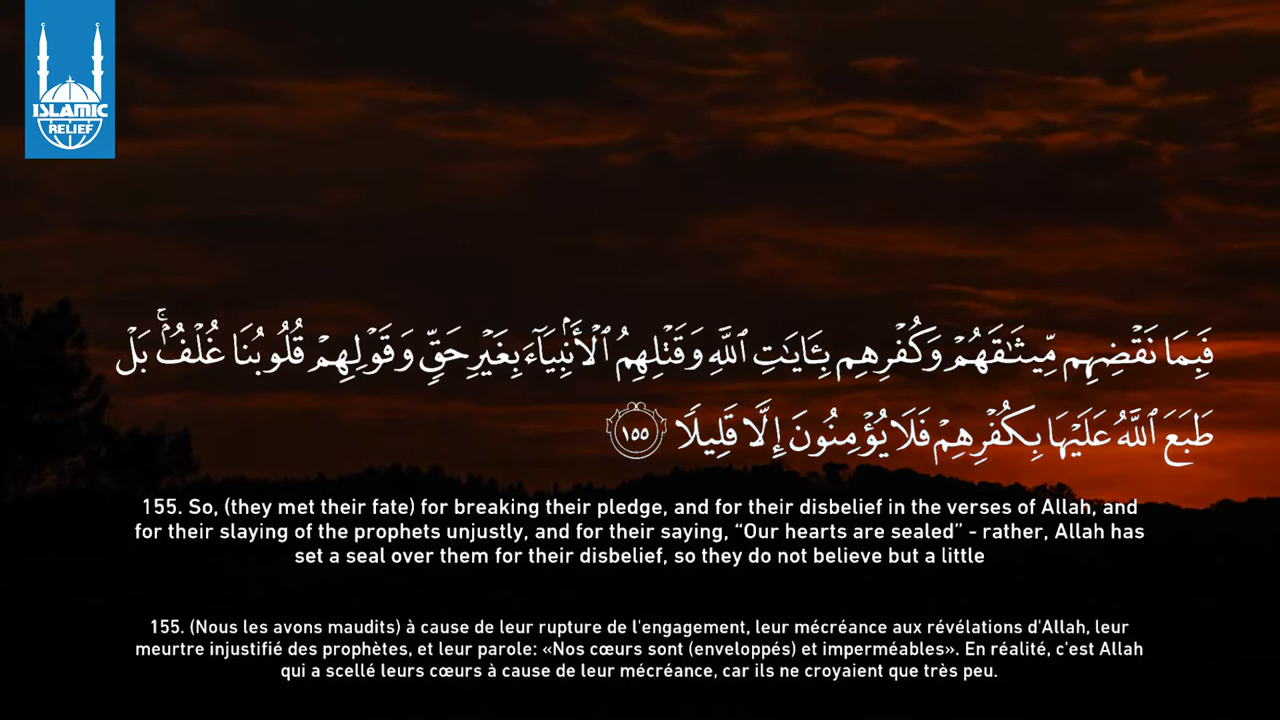 ISLAMIC
RELIEF
فَبِمَا نَقْضِهِم مِّيثَـٰقَهُمْ وَكُفْرِهِم بِـَٔايَـٰتِ ٱللَّهِ وَقَتْلِهِمُ ٱلْأَنۢبِيَآءَ بِغَيْرِ حَقٍّ وَقَوْلِهِمْ قُلُوبُنَا غُلْفٌۢ ۚ بَلْ
طَبَعَ ٱللَّهُ عَلَيْهَا بِكُفْرِهِمْ فَلَا يُؤْمِنُونَ إِلَّا قَلِيلًا ١٥٥
155. So, (they met their fate) for breaking their pledge, and for their disbelief in the verses of Allah, and
for their slaying of the prophets unjustly, and for their saying, “Our hearts are sealed” - rather, Allah has
set a seal over them for their disbelief, so they do not believe but a little
155. (Nous les avons maudits) à cause de leur rupture de l'engagement, leur mécréance aux révélations d'Allah, leur
meurtre injustifié des prophètes, et leur parole: «Nos cœurs sont (enveloppés) et imperméables». En réalité, c'est Allah
qui a scellé leurs cœurs à cause de leur mécréance, car ils ne croyaient que très peu.